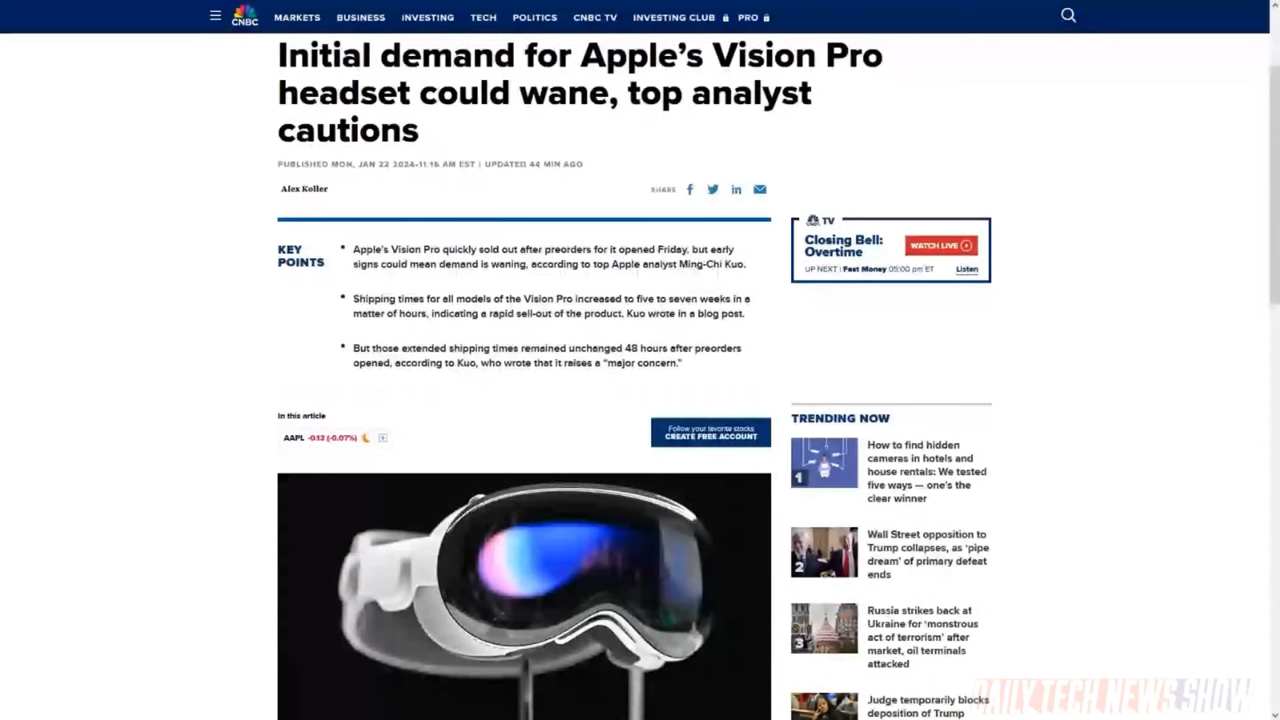 MARKETS BUSINESS INVESTING TECH POLITICS CNBC TV INVESTING CLUB PRO
CNBC
Initial demand for Apple’s Vision Pro
headset could wane, top analyst
cautions
PUBLISHED MON, JAN 22 2024•11:16 AM EST | UPDATED 44 MIN AGO
Alex Koller
SHARE
KEY
POINTS
• Apple’s Vision Pro quickly sold out after preorders for it opened Friday, but early
signs could mean demand is waning, according to top Apple analyst Ming-Chi Kuo.
• Shipping times for all models of the Vision Pro increased to five to seven weeks in a
matter of hours, indicating a rapid sell-out of the product, Kuo wrote in a blog post.
• But those extended shipping times remained unchanged 48 hours after preorders
opened, according to Kuo, who wrote that it raises a “major concern.”
TV
Closing Bell:
Overtime
WATCH LIVE
UP NEXT | Fast Money 05:00 pm ET
Listen
In this article
AAPL -0.13 (-0.07%)
Follow your favorite stocks
CREATE FREE ACCOUNT
TRENDING NOW
1
How to find hidden
cameras in hotels and
house rentals: We tested
five ways — one’s the
clear winner
2
Wall Street opposition to
Trump collapses, as ‘pipe
dream’ of primary defeat
ends
3
Russia strikes back at
Ukraine for ‘monstrous
act of terrorism’ after
market, oil terminals
attacked
Judge temporarily blocks
deposition of Trump
DAILY TECH NEWS SHOW